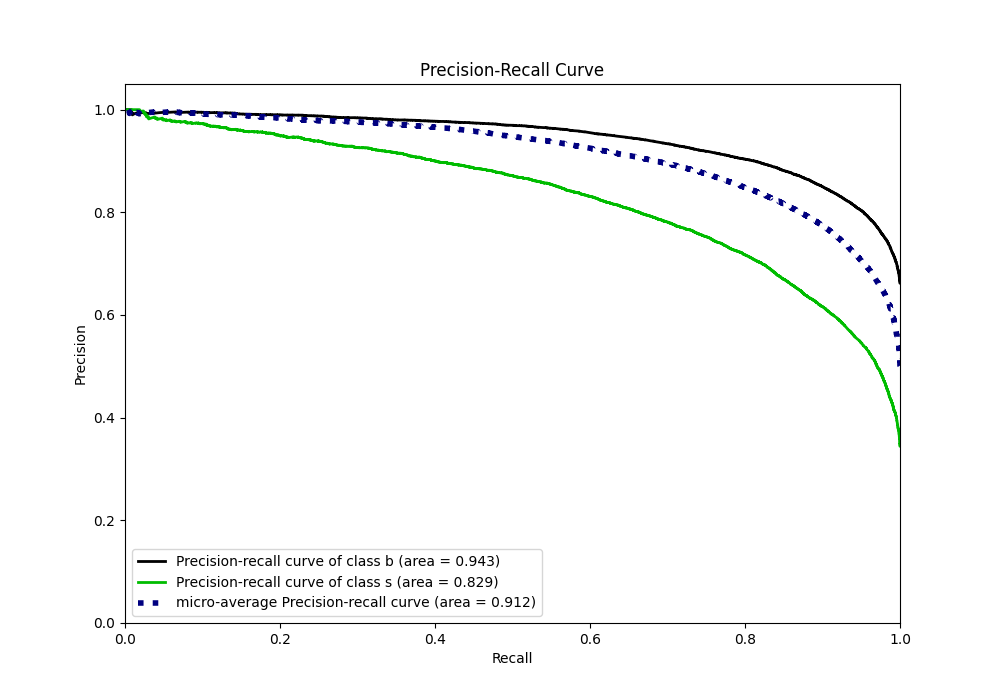 Precision-Recall Curve
1.0
0.8
0.6
0.4
0.2
0.0
Precision
Precision-recall curve of class b (area = 0.943)
Precision-recall curve of class s (area = 0.829)
micro-average Precision-recall curve (area = 0.912)
0.0 0.2 0.4 0.6 0.8 1.0
Recall